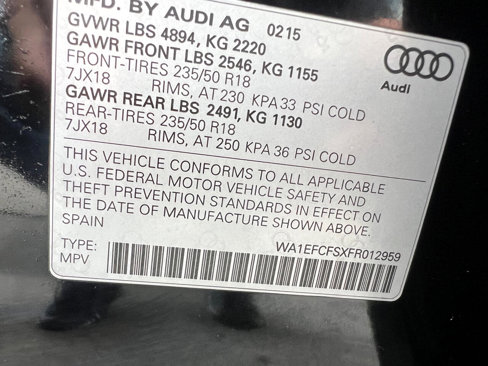 MFD. BY AUDI AG 0215
GVWR LBS 4894, KG 2220
GAWR FRONT LBS 2546, KG 1155
FRONT-TIRES 235/50 R18
7JX18 RIMS, AT 230 KPA 33 PSI COLD
GAWR REAR LBS 2491, KG 1130
REAR-TIRES 235/50 R18
7JX18 RIMS, AT 250 KPA 36 PSI COLD
Audi
THIS VEHICLE CONFORMS TO ALL APPLICABLE
U.S. FEDERAL MOTOR VEHICLE SAFETY AND
THEFT PREVENTION STANDARDS IN EFFECT ON
THE DATE OF MANUFACTURE SHOWN ABOVE.
SPAIN
TYPE: WA1EFCFSXFR012959
MPV